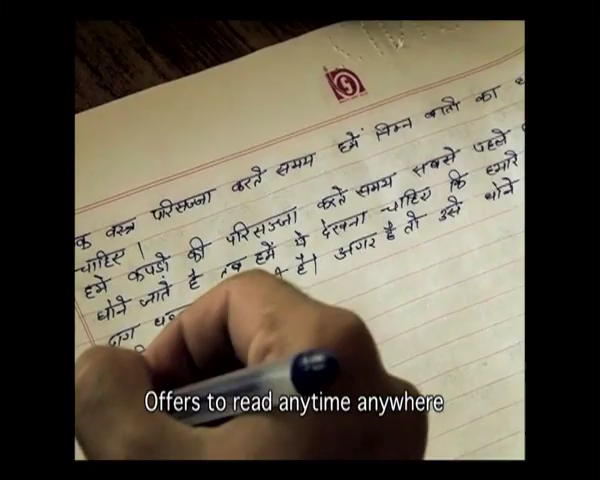 क वस्त्र परिसज्जा करते समय हमें निम्न बातों का
चाहिए।
हमें कपड़ो की परिसज्जा करते समय सबसे पहले
धोने जाते है तब हमें ये देखना चाहिए कि हमारे
दाग है। अगर है तो उसे धोने
Offers to read anytime anywhere